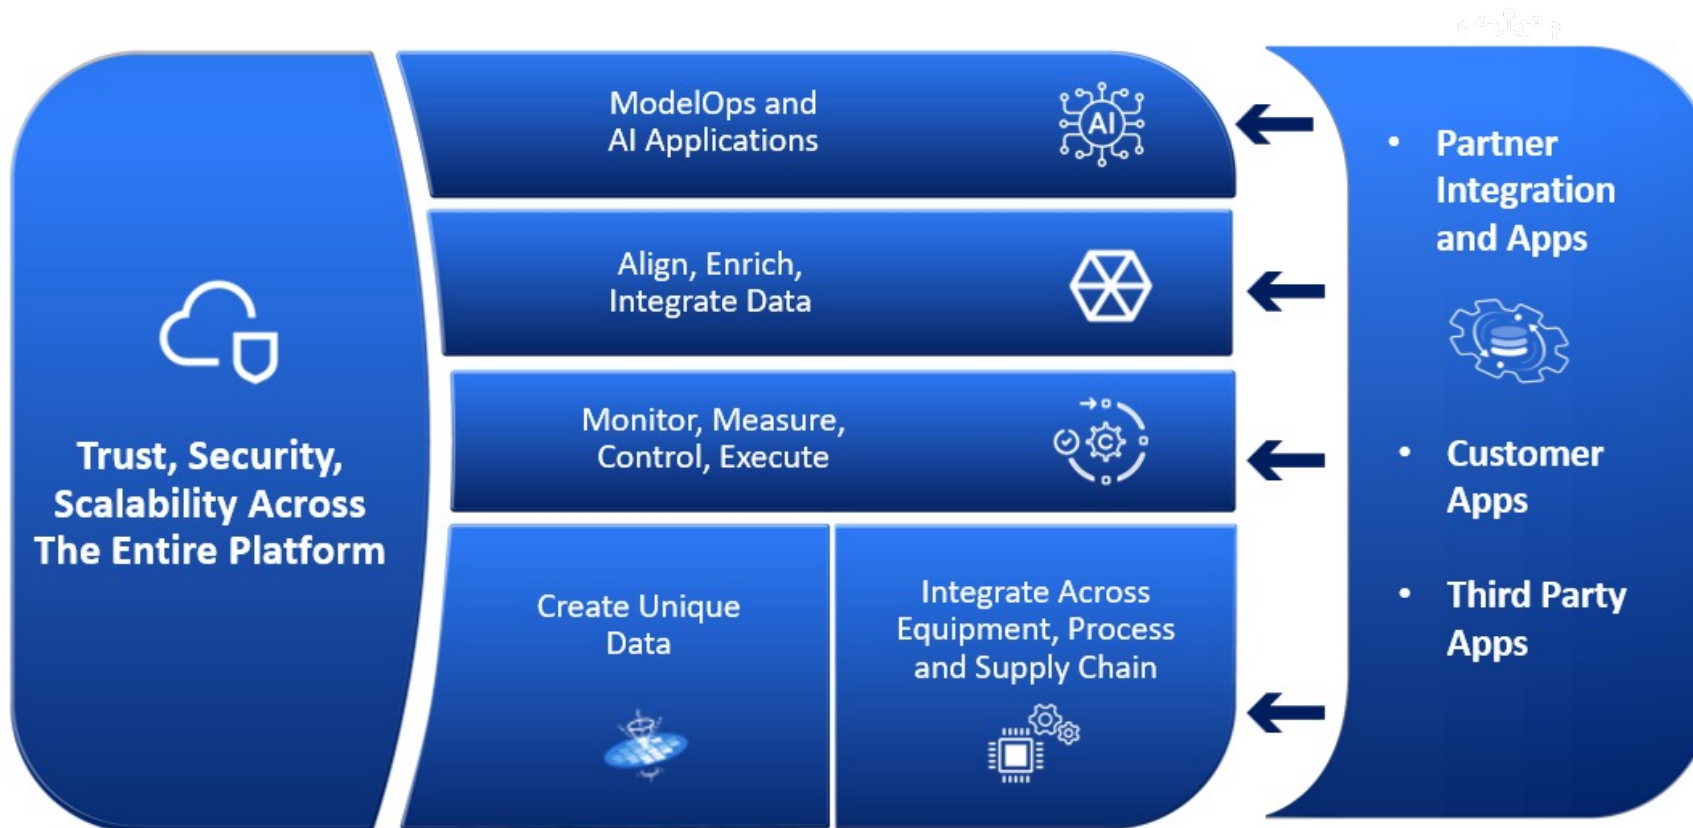 Trust, Security,
Scalability Across
The Entire Platform
ModelOps and
AI Applications
AI
Align, Enrich,
Integrate Data
Monitor, Measure,
Control, Execute
C
Create Unique
Data
Integrate Across
Equipment, Process
and Supply Chain
• Partner
Integration
and Apps
• Customer
Apps
• Third Party
Apps